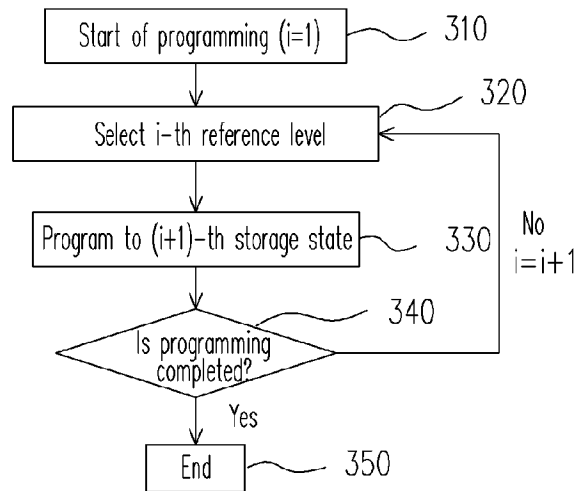 Start of programming (i=1)
310
320
Select i-th reference level
Program to (i+1)-th storage state
330
No
i=i+1
340
Is programming
completed?
Yes
End
350